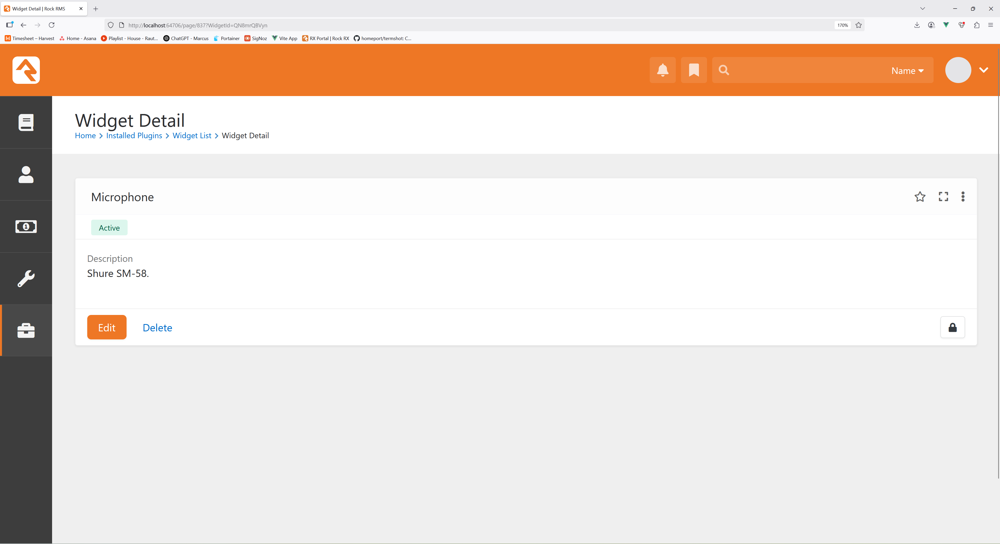 Widget Detail | Rock RMS
http://localhost:64706/page/837?WidgetId=QN8mrQBVyn
170%
Timesheet – Harvest
Home - Asana
Playlist - House - Raut...
ChatGPT - Marcus
Portainer
SigNoz
Vite App
RX Portal | Rock RX
homeport/termshot: C...
Name
Widget Detail
Home > Installed Plugins > Widget List > Widget Detail
Microphone
Active
Description
Shure SM-58.
Edit
Delete